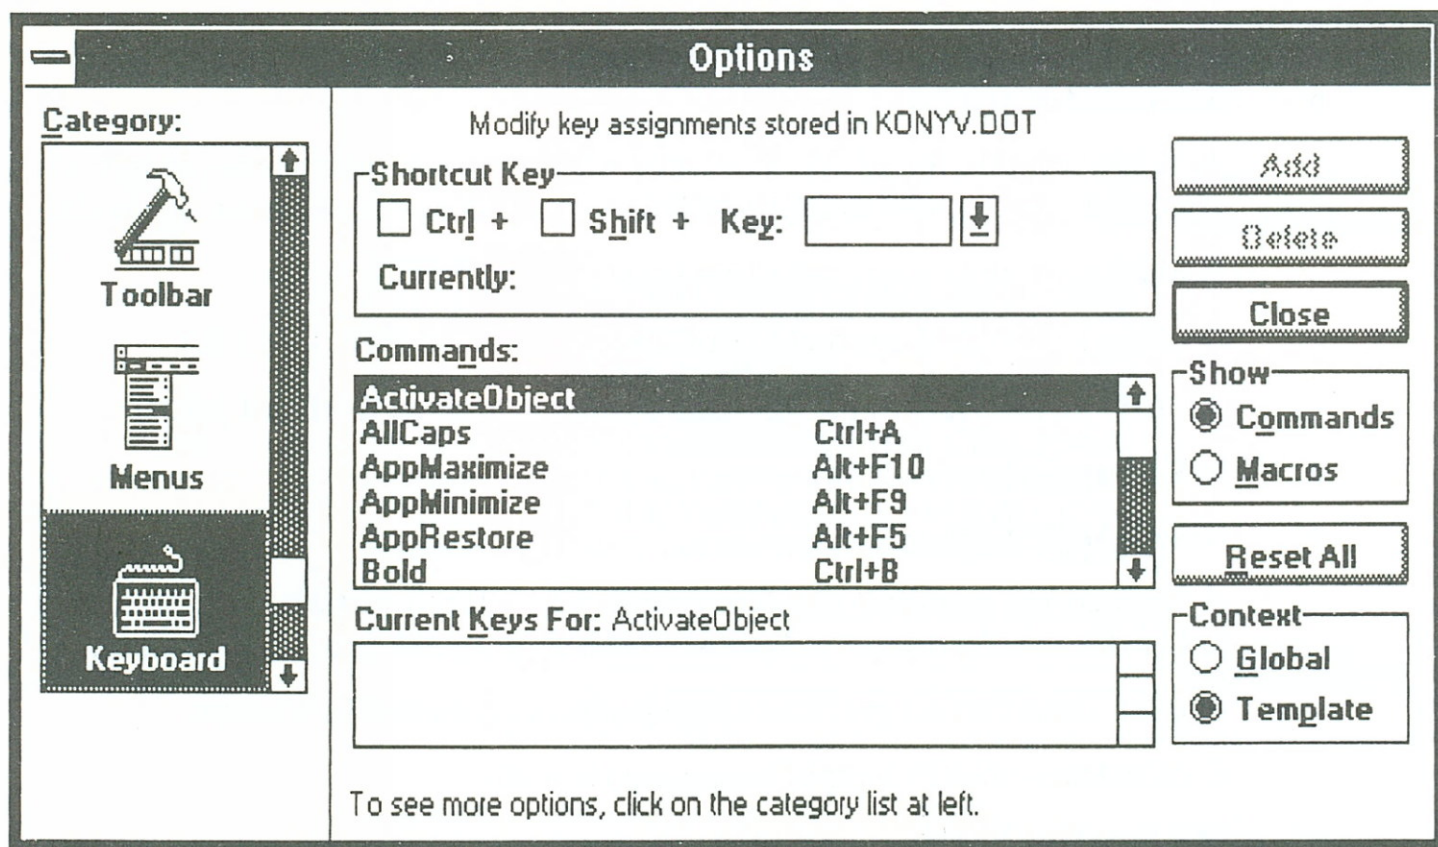 Options
Category:
Toolbar
Menus
Keyboard
Modify key assignments stored in KONYV.DOT
Shortcut Key
Ctrl + Shift + Key:
Currently:
Commands:
ActivateObject
AllCaps Ctrl+A
AppMaximize Alt+F10
AppMinimize Alt+F9
AppRestore Alt+F5
Bold Ctrl+B
Current Keys For: ActivateObject
To see more options, click on the category list at left.
Add
Delete
Close
Show
Commands
Macros
Reset All
Context
Global
Template